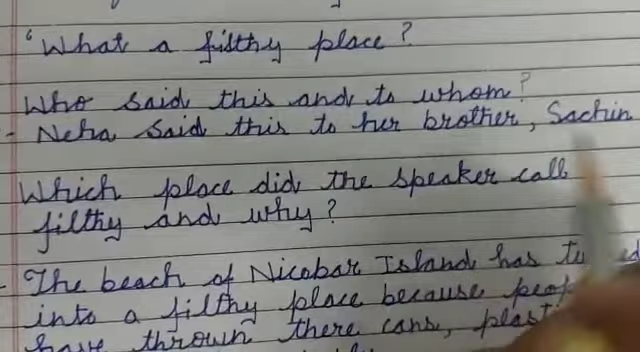 "What a filthy place?
Who said this and to whom?
- Neha said this to her brother, Sachin
Which place did the speaker call
filthy and why?
- The beach of Nicobar Island has
into a filthy place because
have thrown there cans,